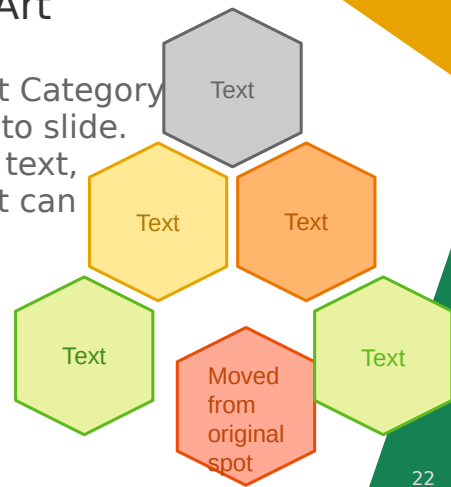 Art
Text
t Category
to slide.
text,
t can
Text
Text
Text
Moved
from
original
spot
Text
22